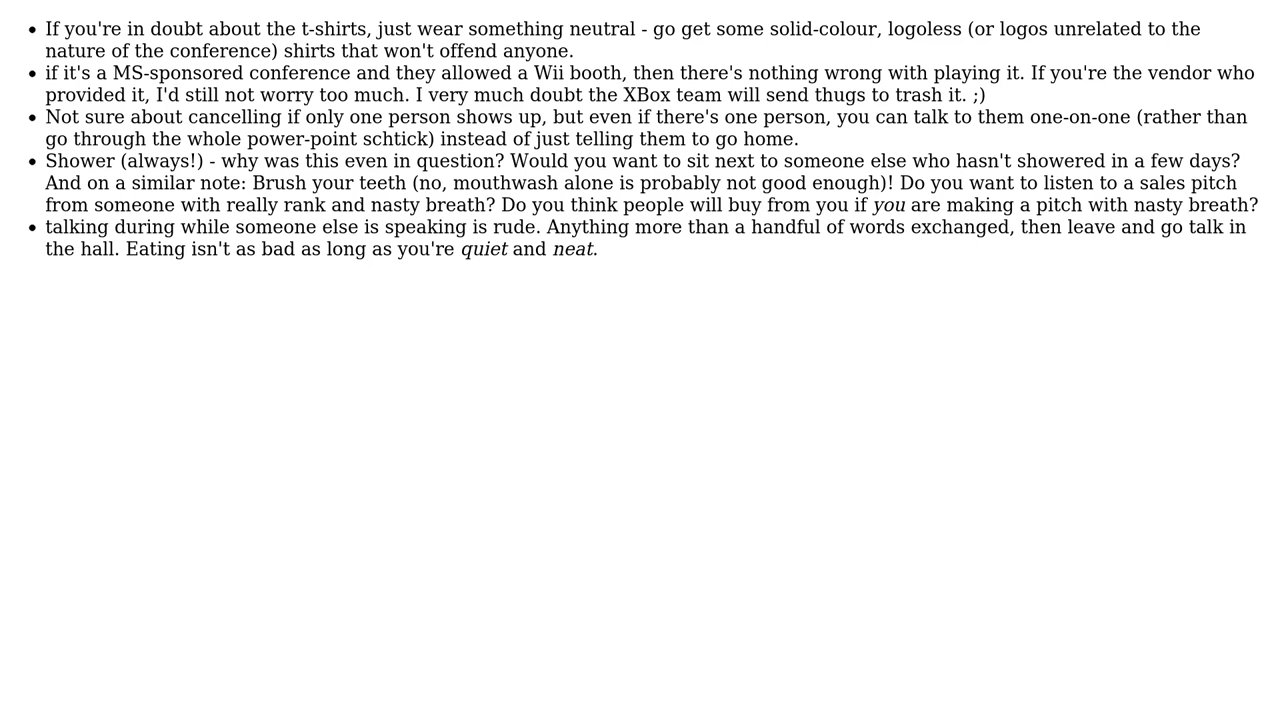 If you're in doubt about the t-shirts, just wear something neutral - go get some solid-colour, logoless (or logos unrelated to the
nature of the conference) shirts that won't offend anyone.
if it's a MS-sponsored conference and they allowed a Wii booth, then there's nothing wrong with playing it. If you're the vendor who
provided it, I'd still not worry too much. I very much doubt the XBox team will send thugs to trash it. ;)
Not sure about cancelling if only one person shows up, but even if there's one person, you can talk to them one-on-one (rather than
go through the whole power-point schtick) instead of just telling them to go home.
Shower (always!) - why was this even in question? Would you want to sit next to someone else who hasn't showered in a few days?
And on a similar note: Brush your teeth (no, mouthwash alone is probably not good enough)! Do you want to listen to a sales pitch
from someone with really rank and nasty breath? Do you think people will buy from you if you are making a pitch with nasty breath?
talking during while someone else is speaking is rude. Anything more than a handful of words exchanged, then leave and go talk in
the hall. Eating isn't as bad as long as you're quiet and neat.